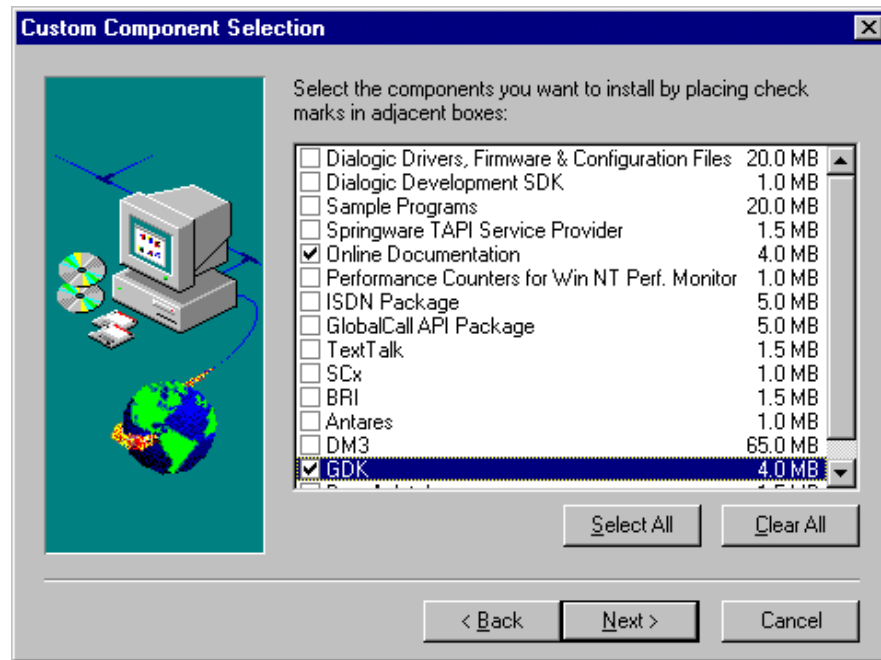 Custom Component Selection
Select the components you want to install by placing check
marks in adjacent boxes:
Dialogic Drivers, Firmware & Configuration Files 20.0 MB
Dialogic Development SDK 1.0 MB
Sample Programs 20.0 MB
Springware TAPI Service Provider 1.5 MB
Online Documentation 4.0 MB
Performance Counters for Win NT Perf. Monitor 1.0 MB
ISDN Package 5.0 MB
GlobalCall API Package 5.0 MB
TextTalk 1.5 MB
SCx 1.0 MB
BRI 1.5 MB
Antares 1.0 MB
DM3 65.0 MB
GDK 4.0 MB
Select All Clear All
< Back Next > Cancel